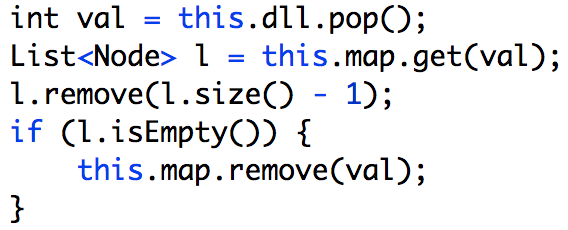 int val = this.dll.pop();
List<Node> l = this.map.get(val);
l.remove(l.size() - 1);
if (l.isEmpty()) {
    this.map.remove(val);
}